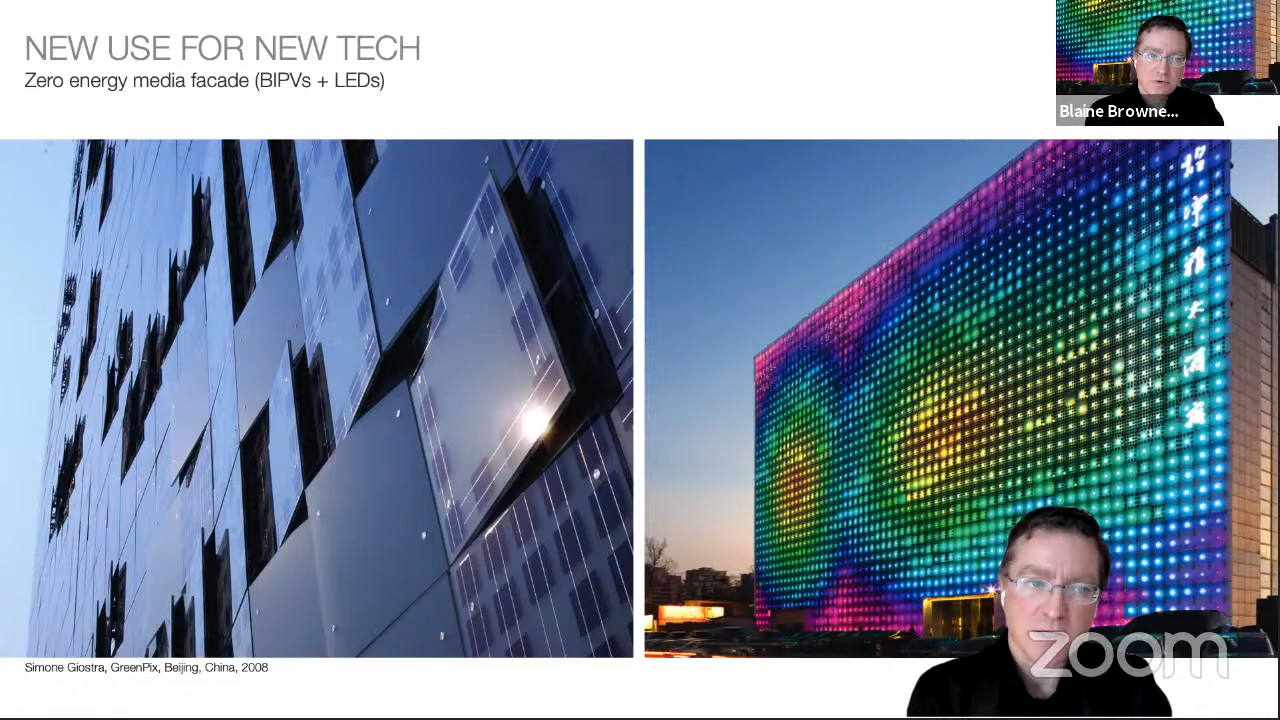 NEW USE FOR NEW TECH
Zero energy media facade (BIPVs + LEDs)
Blaine Browne...
Simone Giostra, GreenPix, Beijing, China, 2008
zoom